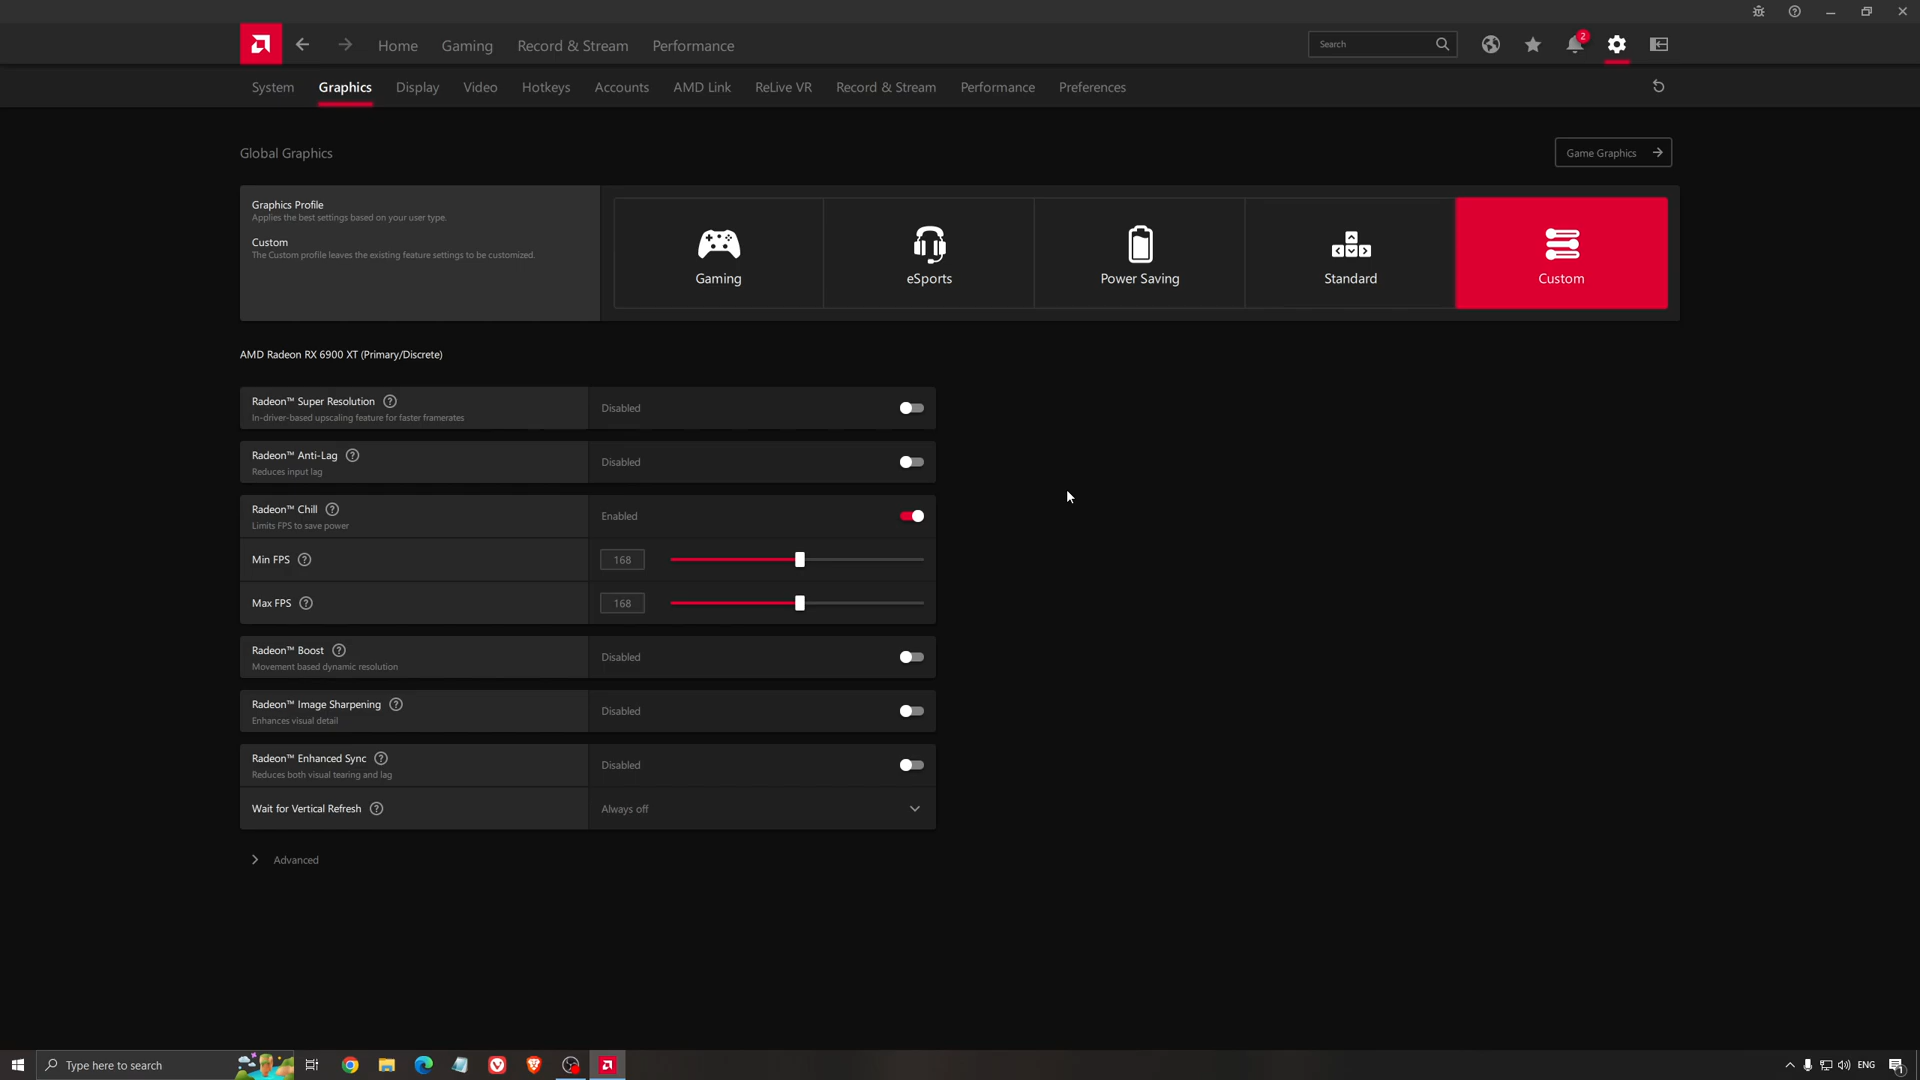 Home Gaming Record & Stream Performance Search 2
System Graphics Display Video Hotkeys Accounts AMD Link ReLive VR Record & Stream Performance Preferences
Global Graphics Game Graphics
Graphics Profile
Applies the best settings based on your user type.
Custom
The Custom profile leaves the existing feature settings to be customized.
Gaming eSports Power Saving Standard Custom
AMD Radeon RX 6900 XT (Primary/Discrete)
Radeon™ Super Resolution Disabled
In-driver-based upscaling feature for faster framerates
Radeon™ Anti-Lag Disabled
Reduces input lag
Radeon™ Chill Enabled
Limits FPS to save power
Min FPS 168
Max FPS 168
Radeon™ Boost Disabled
Movement based dynamic resolution
Radeon™ Image Sharpening Disabled
Enhances visual detail
Radeon™ Enhanced Sync Disabled
Reduces both visual tearing and lag
Wait for Vertical Refresh Always off
Advanced
Type here to search ENG 1